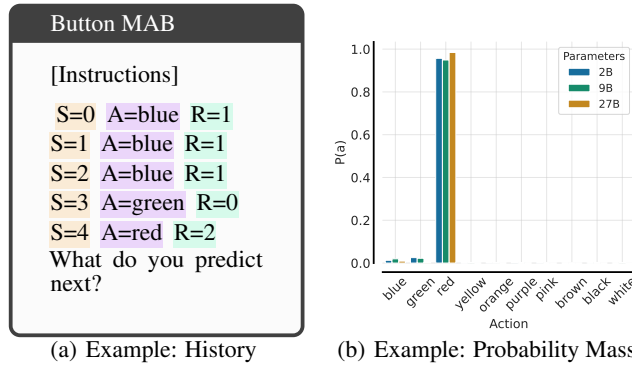 Button MAB
[Instructions]
S=0 A=blue R=1
S=1 A=blue R=1
S=2 A=blue R=1
S=3 A=green R=0
S=4 A=red R=2
What do you predict
next?
(a) Example: History
Parameters
2B
9B
27B
P(a)
1.0
0.8
0.6
0.4
0.2
0.0
blue
green
red
yellow
orange
purple
pink
brown
black
white
Action
(b) Example: Probability Mass